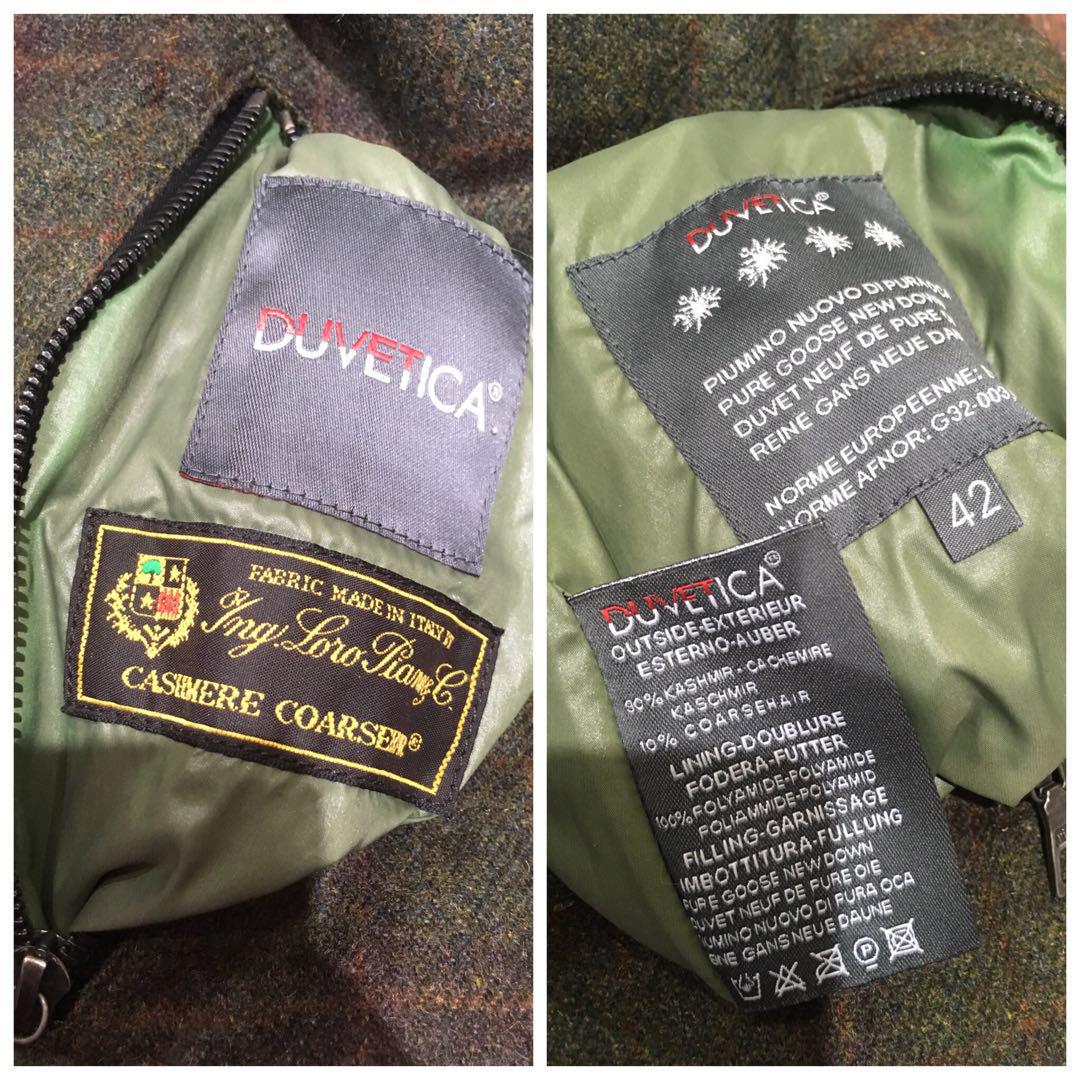 DUVETICA®
FABRIC MADE IN ITALY BY
Ing. Loro Piana & C.
CASHMERE COARSER®
DUVETICA®
PIUMINO NUOVO DI PURA
PURE GOOSE NEW DOWN
DUVET NEUF DE PURE
REINE GANS NEUE
NORME EUROPEENNE:
NORME AFNOR: G32-003
42
DUVETICA®
OUTSIDE-EXTERIEUR
ESTERNO-AUBER
90% KASHMIR-CACHEMIRE
KASCHMIR
10% COARSEHAIR
LINING-DOUBLURE
FODERA-FUTTER
100% POLYAMIDE-POLYAMIDE
POLIAMMIDE-POLYAMID
FILLING-GARNISSAGE
IMBOTTITURA-FULLUNG
PURE GOOSE NEW DOWN
DUVET NEUF DE PURE OIE
PIUMINO NUOVO DI PURA OCA
REINE GANS NEUE DAUNE
P